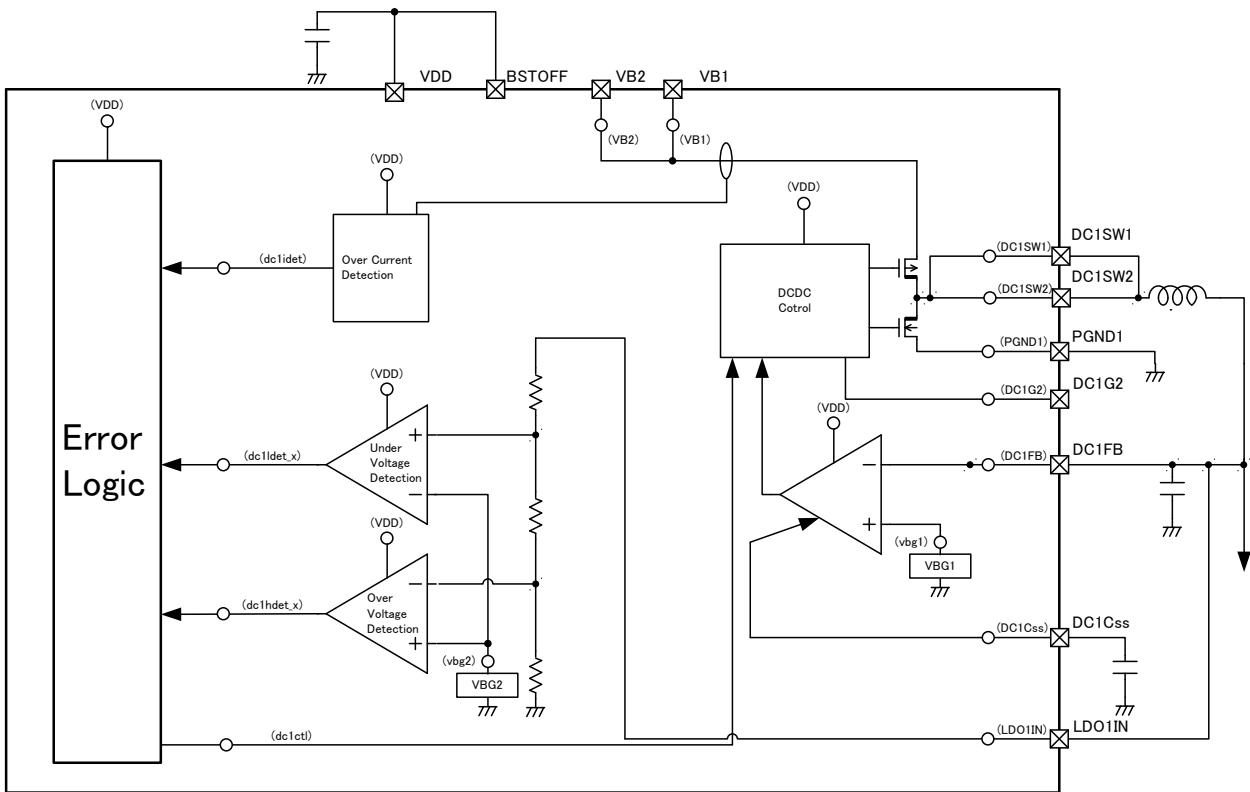 VDD
BSTOFF
VB2
VB1
(VDD)
(VB2)
(VB1)
(VDD)
(VDD)
DC1SW1
(DC1SW1)
Over Current
Detection
(dc1idet)
DCDC
Cotrol
DC1SW2
(DC1SW2)
PGND1
(PGND1)
DC1G2
(DC1G2)
(VDD)
(VDD)
Error
Logic
+
Under
Voltage
Detection
-
(dc1ldet_x)
DC1FB
(DC1FB)
-
+
(vbg1)
VBG1
(VDD)
-
Over
Voltage
Detection
+
(dc1hdet_x)
(vbg2)
VBG2
DC1Css
(DC1Css)
(dc1ctl)
LDO1IN
(LDO1IN)